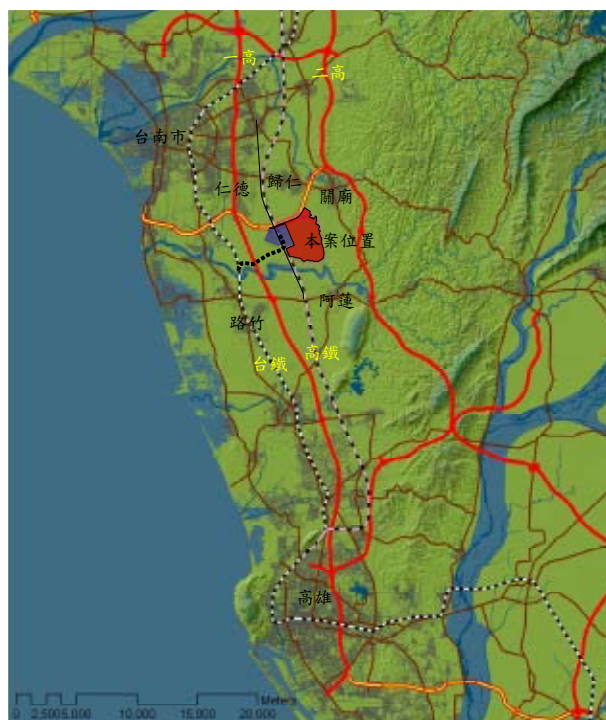 一高
二高
台南市
歸仁
仁德
關廟
本案位置
阿蓮
路竹
高鐵
台鐵
高雄
Meters
0 2,500 5,000 10,000 15,000 20,000